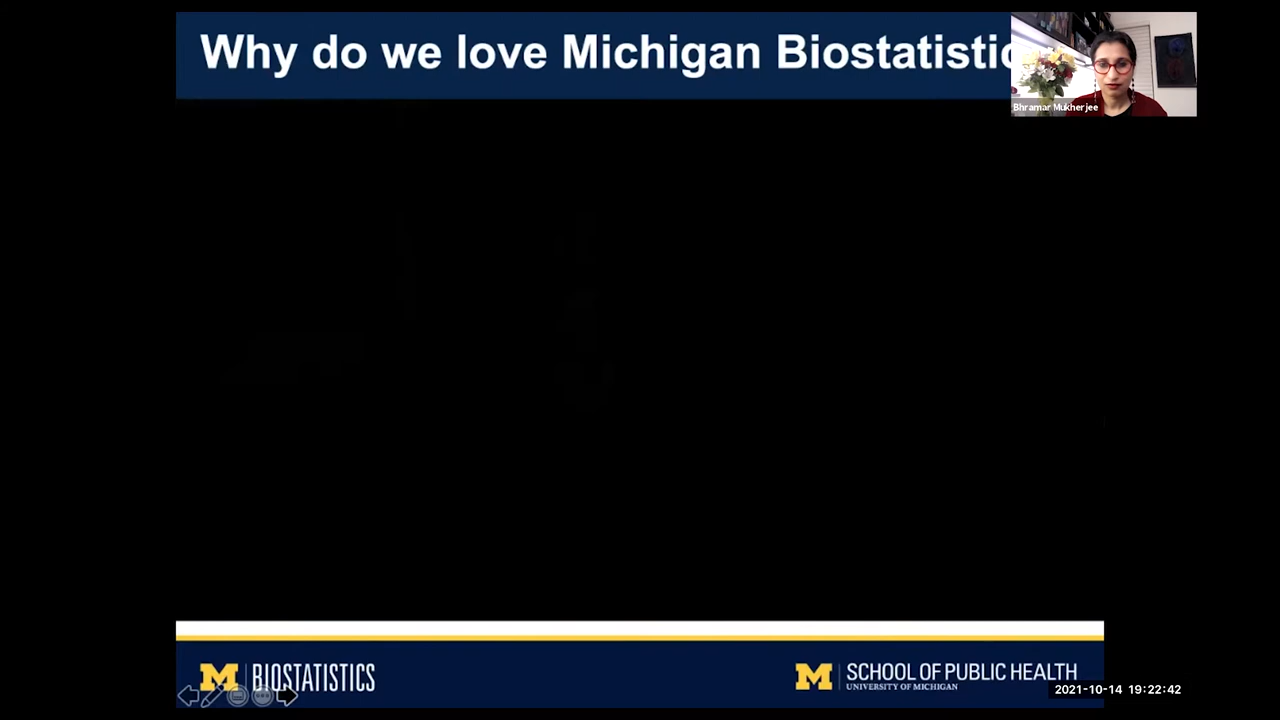 Why do we love Michigan Biostatistic
Bhramar Mukherjee
M BIOSTATISTICS
M SCHOOL OF PUBLIC HEALTH
UNIVERSITY OF MICHIGAN
2021-10-14 19:22:42